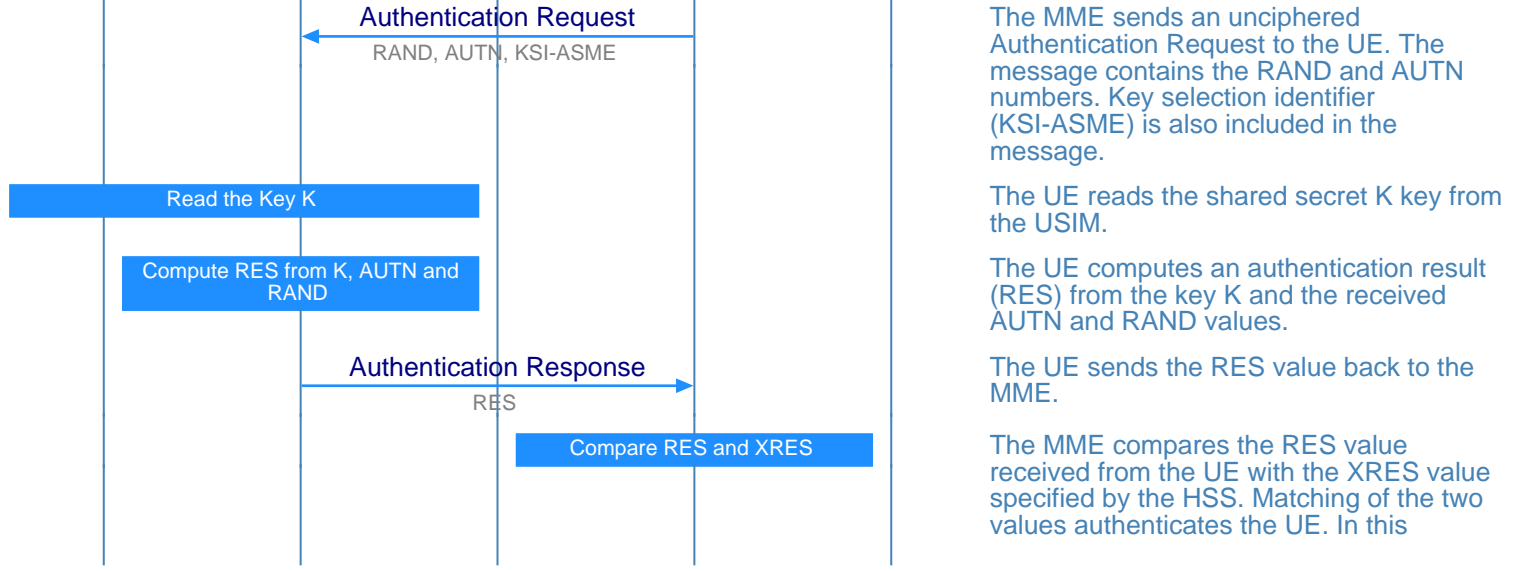 Authentication Request
RAND, AUTN, KSI-ASME
The MME sends an unciphered
Authentication Request to the UE. The
message contains the RAND and AUTN
numbers. Key selection identifier
(KSI-ASME) is also included in the
message.
Read the Key K
The UE reads the shared secret K key from
the USIM.
Compute RES from K, AUTN and
RAND
The UE computes an authentication result
(RES) from the key K and the received
AUTN and RAND values.
Authentication Response
RES
The UE sends the RES value back to the
MME.
Compare RES and XRES
The MME compares the RES value
received from the UE with the XRES value
specified by the HSS. Matching of the two
values authenticates the UE. In this